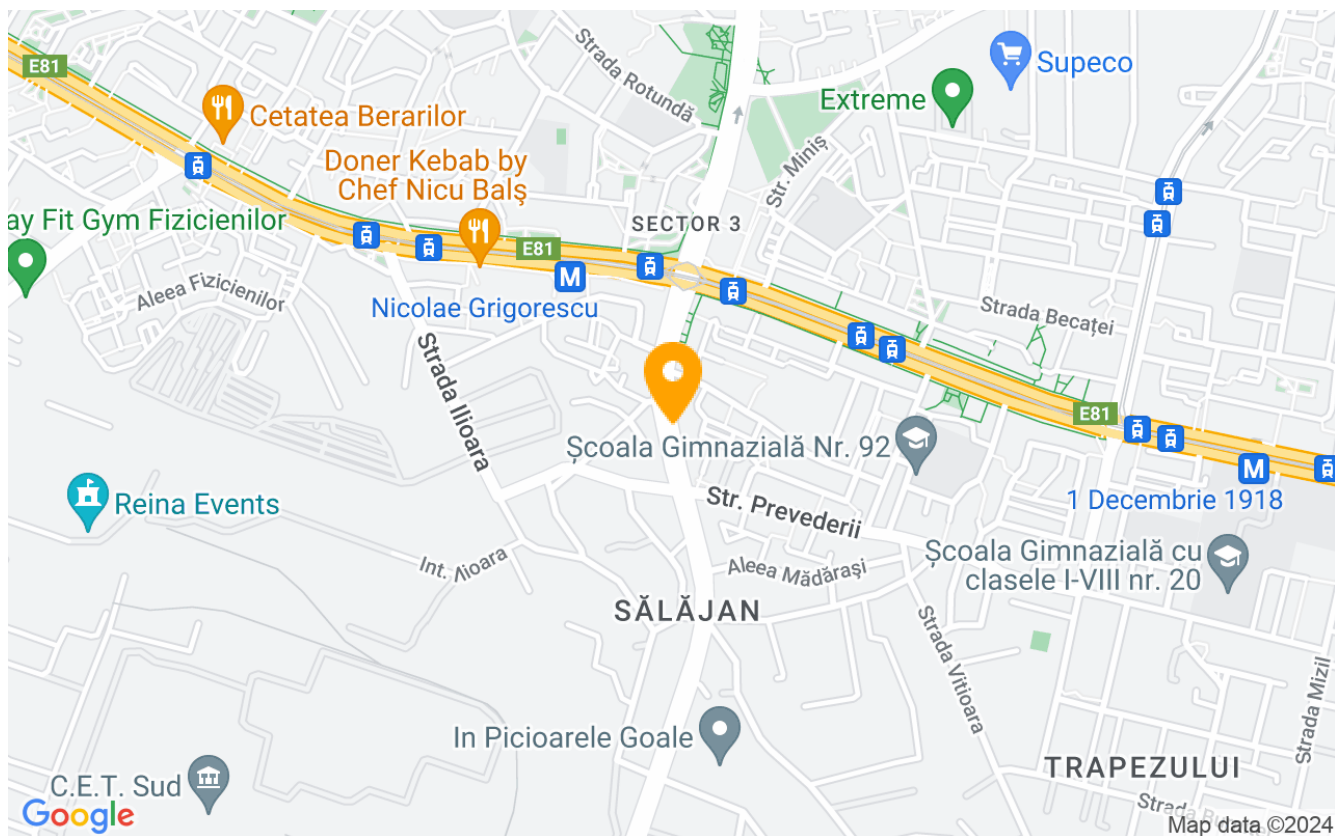 E81
Cetatea Berarilor
Strada Rotundă
Supeco
Extreme
Doner Kebab by
Chef Nicu Balș
Str. Miniș
ay Fit Gym Fizicienilor
SECTOR 3
E81
M
Aleea Fizicienilor
Nicolae Grigorescu
Strada Becaței
Strada Ilioara
E81
Școala Gimnazială Nr. 92
M
Reina Events
Str. Prevederii
1 Decembrie 1918
Int. Ilioara
Aleea Mădărași
Școala Gimnazială cu
clasele I-VIII nr. 20
SĂLĂJAN
Strada Vitioara
Strada Mizil
In Picioarele Goale
TRAPEZULUI
C.E.T. Sud
Google
Strada
Map data ©2024